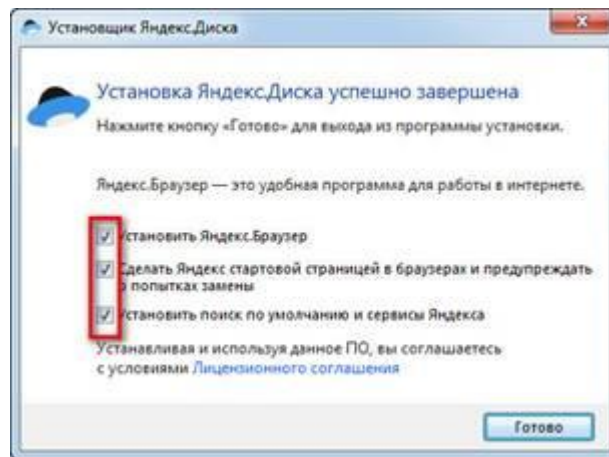 Установщик Яндекс.Диска
Установка Яндекс.Диска успешно завершена
Нажмите кнопку «Готово» для выхода из программы установки.
Яндекс.Браузер — это удобная программа для работы в интернете.
Установить Яндекс.Браузер
Сделать Яндекс стартовой страницей в браузерах и предупреждать
о попытках замены
Установить поиск по умолчанию и сервисы Яндекса
Устанавливая и используя данное ПО, вы соглашаетесь
с условиями Лицензионного соглашения
Готово